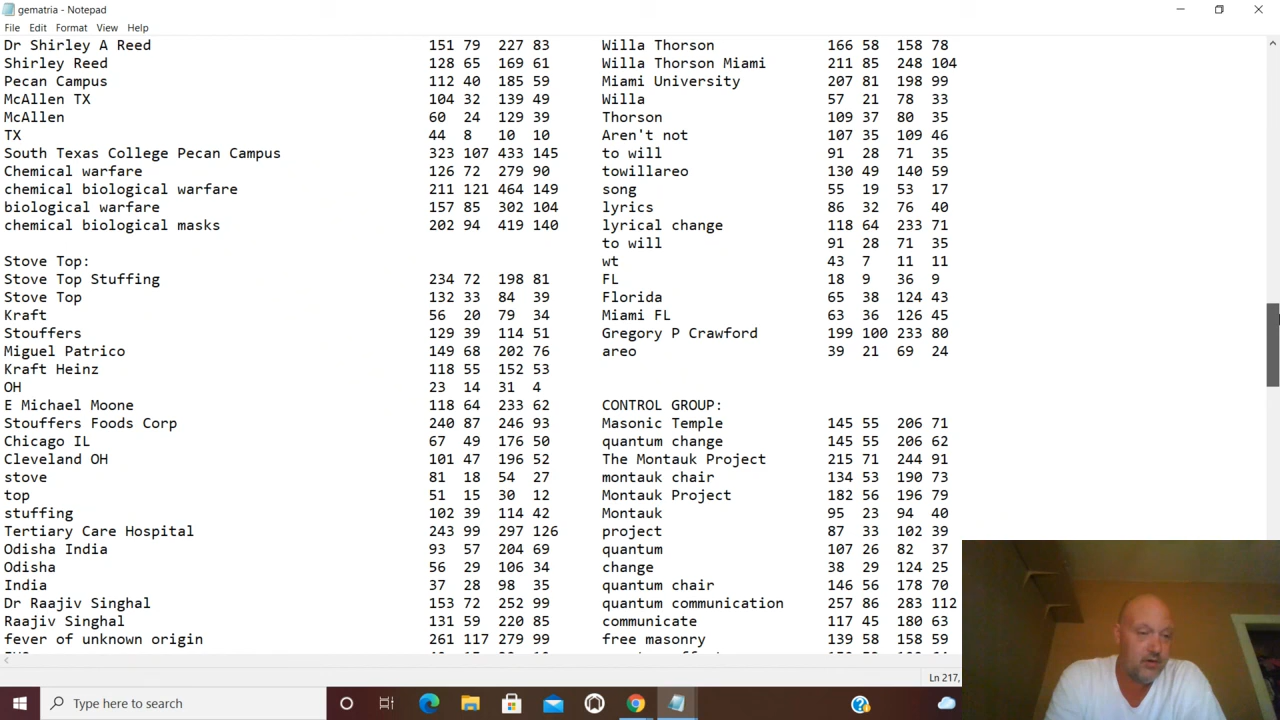 gematria - Notepad
File Edit Format View Help
Dr Shirley A Reed 151 79 227 83
Shirley Reed 128 65 169 61
Pecan Campus 112 40 185 59
McAllen TX 104 32 139 49
McAllen 60 24 129 39
TX 44 8 10 10
South Texas College Pecan Campus 323 107 433 145
Chemical warfare 126 72 279 90
chemical biological warfare 211 121 464 149
biological warfare 157 85 302 104
chemical biological masks 202 94 419 140
Stove Top:
Stove Top Stuffing 234 72 198 81
Stove Top 132 33 84 39
Kraft 56 20 79 34
Stouffers 129 39 114 51
Miguel Patrico 149 68 202 76
Kraft Heinz 118 55 152 53
OH 23 14 31 4
E Michael Moone 118 64 233 62
Stouffers Foods Corp 240 87 246 93
Chicago IL 67 49 176 50
Cleveland OH 101 47 196 52
stove 81 18 54 27
top 51 15 30 12
stuffing 102 39 114 42
Tertiary Care Hospital 243 99 297 126
Odisha India 93 57 204 69
Odisha 56 29 106 34
India 37 28 98 35
Dr Raajiv Singhal 153 72 252 99
Raajiv Singhal 131 59 220 85
fever of unknown origin 261 117 279 99
Willa Thorson 166 58 158 78
Willa Thorson Miami 211 85 248 104
Miami University 207 81 198 99
Willa 57 21 78 33
Thorson 109 37 80 35
Aren't not 107 35 109 46
to will 91 28 71 35
towillareo 130 49 140 59
song 55 19 53 17
lyrics 86 32 76 40
lyrical change 118 64 233 71
to will 91 28 71 35
wt 43 7 11 11
FL 18 9 36 9
Florida 65 38 124 43
Miami FL 63 36 126 45
Gregory P Crawford 199 100 233 80
areo 39 21 69 24
CONTROL GROUP:
Masonic Temple 145 55 206 71
quantum change 145 55 206 62
The Montauk Project 215 71 244 91
montauk chair 134 53 190 73
Montauk Project 182 56 196 79
Montauk 95 23 94 40
project 87 33 102 39
quantum 107 26 82 37
change 38 29 124 25
quantum chair 146 56 178 70
quantum communication 257 86 283 112
communicate 117 45 180 63
free masonry 139 58 158 59
Ln 217,
Type here to search